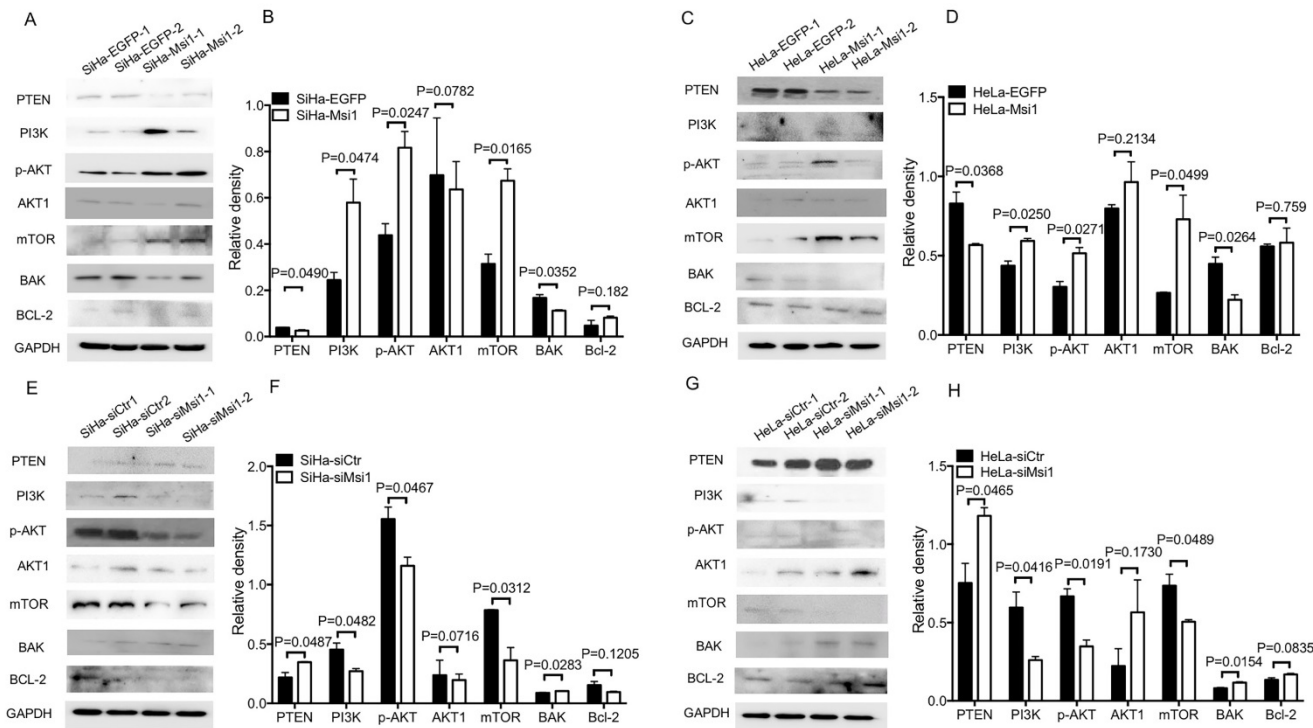 A
SiHa-EGFP-1
SiHa-EGFP-2
SiHa-Msi1-1
SiHa-Msi1-2
PTEN
PI3K
p-AKT
AKT1
mTOR
BAK
BCL-2
GAPDH
B
SiHa-EGFP
SiHa-Msi1
Relative density
1.0
0.8
0.6
0.4
0.2
0.0
P=0.0490
P=0.0474
P=0.0247
P=0.0782
P=0.0165
P=0.0352
P=0.182
PTEN PI3K p-AKT AKT1 mTOR BAK Bcl-2
C
HeLa-EGFP-1
HeLa-EGFP-2
HeLa-Msi1-1
HeLa-Msi1-2
PTEN
PI3K
p-AKT
AKT1
mTOR
BAK
BCL-2
GAPDH
D
HeLa-EGFP
HeLa-Msi1
Relative density
1.5
1.0
0.5
0.0
P=0.0368
P=0.0250
P=0.0271
P=0.2134
P=0.0499
P=0.0264
P=0.759
PTEN PI3K p-AKT AKT1 mTOR BAK Bcl-2
E
SiHa-siCtr1
SiHa-siCtr2
SiHa-siMsi1-1
SiHa-siMsi1-2
PTEN
PI3K
p-AKT
AKT1
mTOR
BAK
BCL-2
GAPDH
F
SiHa-siCtr
SiHa-siMsi1
Relative density
2.0
1.5
1.0
0.5
0.0
P=0.0487
P=0.0482
P=0.0467
P=0.0716
P=0.0312
P=0.0283
P=0.1205
PTEN PI3K p-AKT AKT1 mTOR BAK Bcl-2
G
HeLa-siCtr-1
HeLa-siCtr-2
HeLa-siMsi1-1
HeLa-siMsi1-2
PTEN
PI3K
p-AKT
AKT1
mTOR
BAK
BCL-2
GAPDH
H
HeLa-siCtr
HeLa-siMsi1
Relative density
1.5
1.0
0.5
0.0
P=0.0465
P=0.0416
P=0.0191
P=0.1730
P=0.0489
P=0.0154
P=0.0835
PTEN PI3K p-AKT AKT1 mTOR BAK Bcl-2